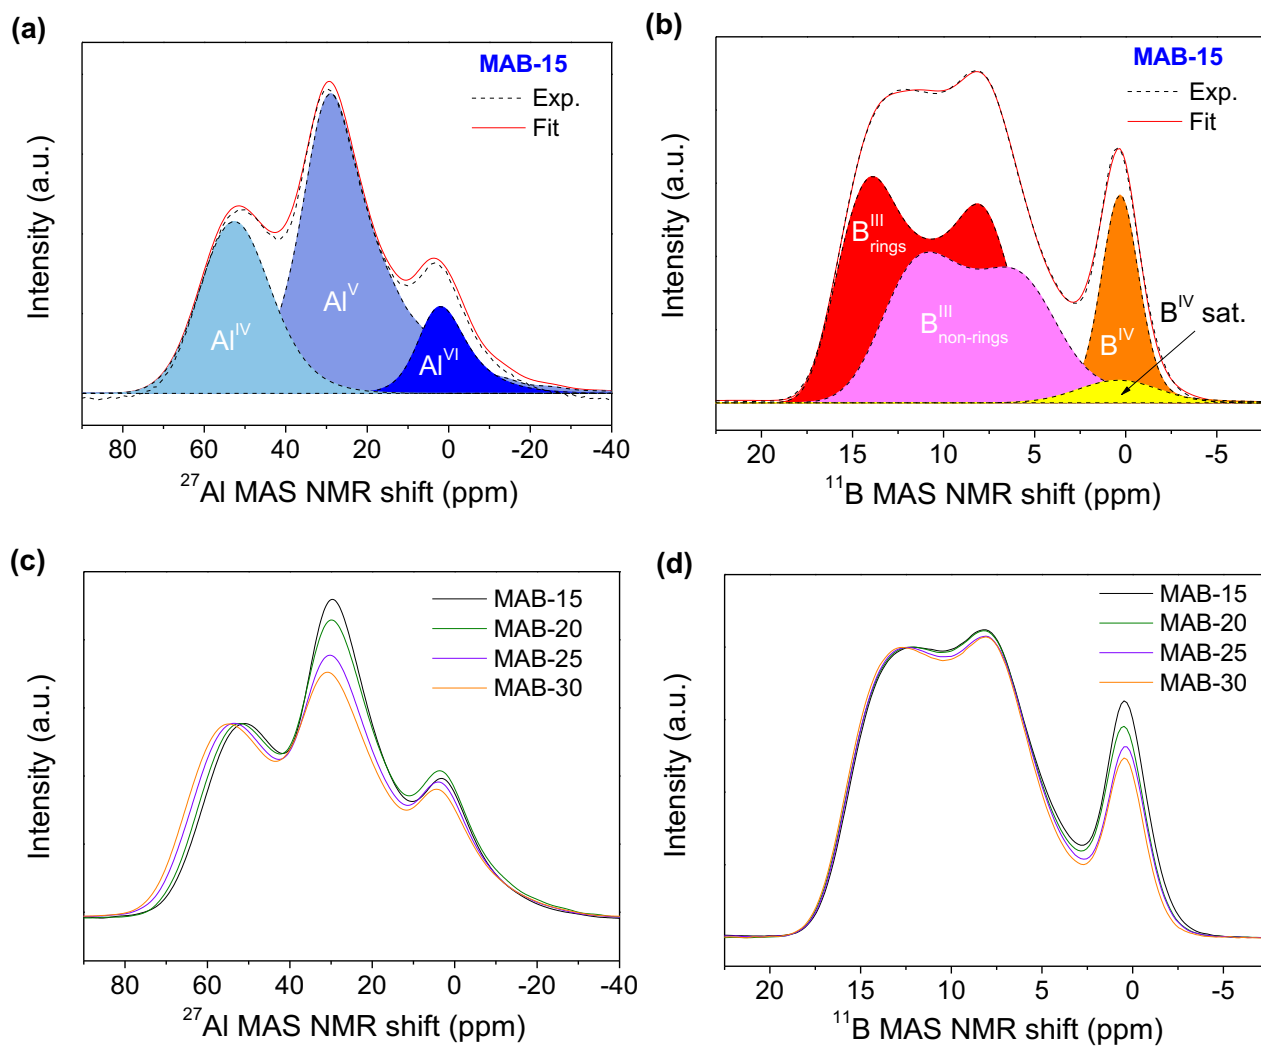 (a)
MAB-15
Exp.
Fit
Al^IV
Al^V
Al^VI
Intensity (a.u.)
80 60 40 20 0 -20 -40
²⁷Al MAS NMR shift (ppm)
(b)
MAB-15
Exp.
Fit
B^III rings
B^III non-rings
B^IV
B^IV sat.
Intensity (a.u.)
20 15 10 5 0 -5
¹¹B MAS NMR shift (ppm)
(c)
MAB-15
MAB-20
MAB-25
MAB-30
Intensity (a.u.)
80 60 40 20 0 -20 -40
²⁷Al MAS NMR shift (ppm)
(d)
MAB-15
MAB-20
MAB-25
MAB-30
Intensity (a.u.)
20 15 10 5 0 -5
¹¹B MAS NMR shift (ppm)